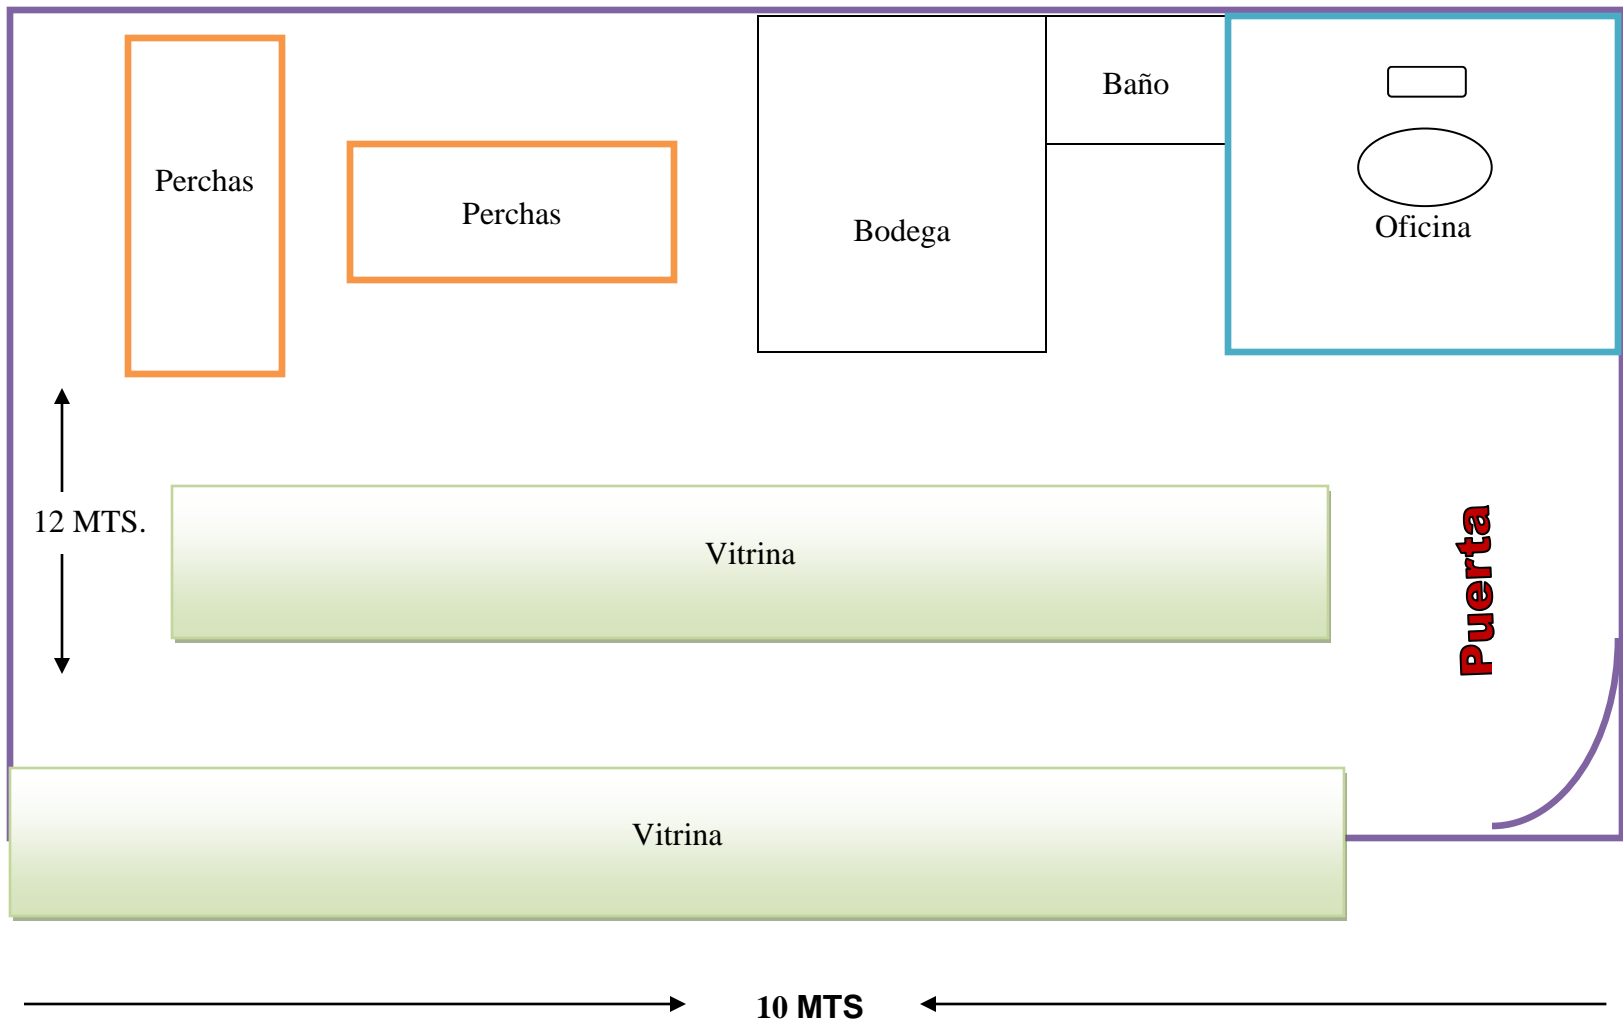 Baño
Perchas
Perchas
Bodega
Oficina
12 MTS.
Vitrina
Puerta
Vitrina
10 MTS